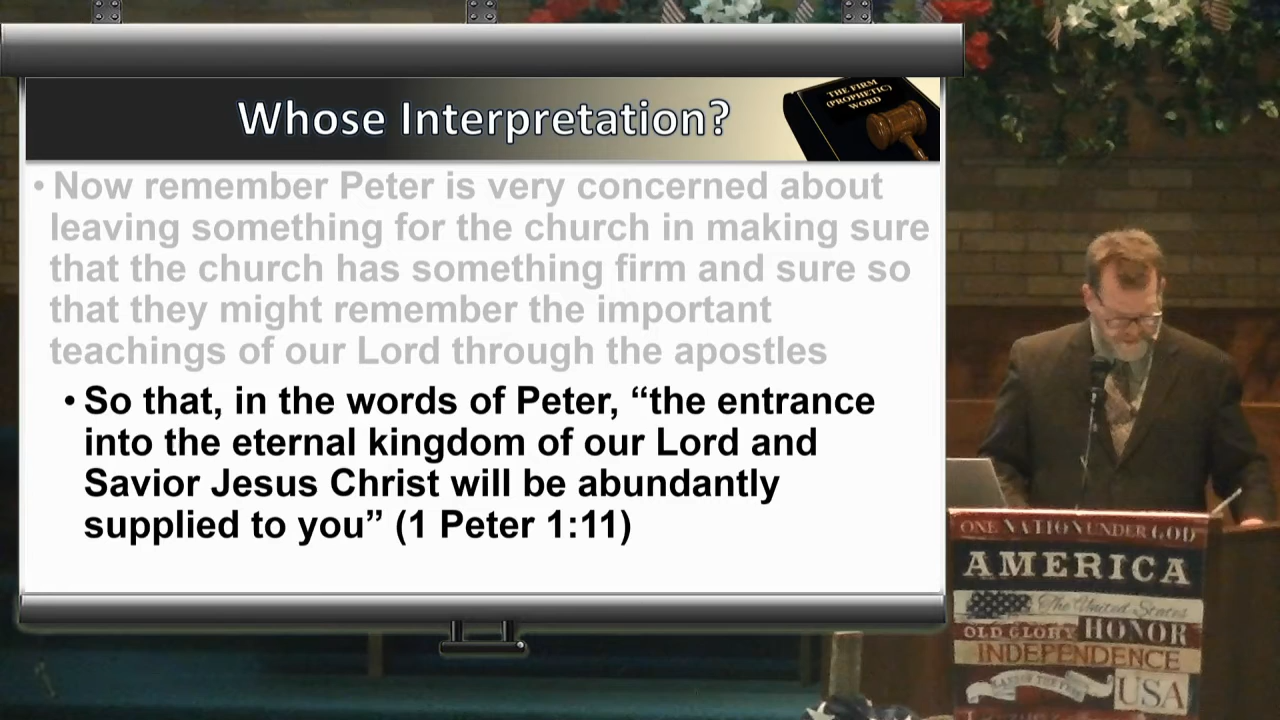 Whose Interpretation?
THE FIRM
(PROPHETIC)
WORD
• Now remember Peter is very concerned about
leaving something for the church in making sure
that the church has something firm and sure so
that they might remember the important
teachings of our Lord through the apostles
• So that, in the words of Peter, “the entrance
into the eternal kingdom of our Lord and
Savior Jesus Christ will be abundantly
supplied to you” (1 Peter 1:11)
ONE NATION UNDER GOD
AMERICA
The United States
OLD GLORY HONOR
INDEPENDENCE
LAND OF THE FREE
USA